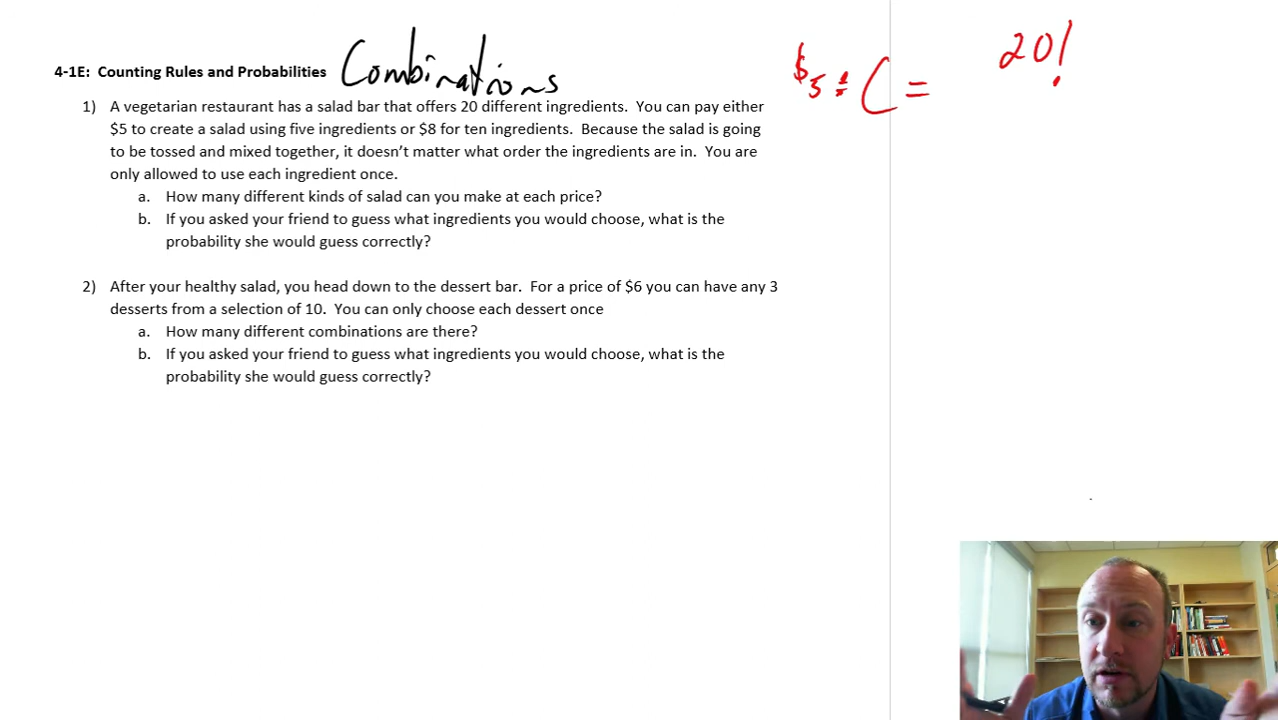 4-1E: Counting Rules and Probabilities Combinations
1) A vegetarian restaurant has a salad bar that offers 20 different ingredients. You can pay either
$5 to create a salad using five ingredients or $8 for ten ingredients. Because the salad is going
to be tossed and mixed together, it doesn't matter what order the ingredients are in. You are
only allowed to use each ingredient once.
a. How many different kinds of salad can you make at each price?
b. If you asked your friend to guess what ingredients you would choose, what is the
probability she would guess correctly?
2) After your healthy salad, you head down to the dessert bar. For a price of $6 you can have any 3
desserts from a selection of 10. You can only choose each dessert once
a. How many different combinations are there?
b. If you asked your friend to guess what ingredients you would choose, what is the
probability she would guess correctly?
$5: C = 20!